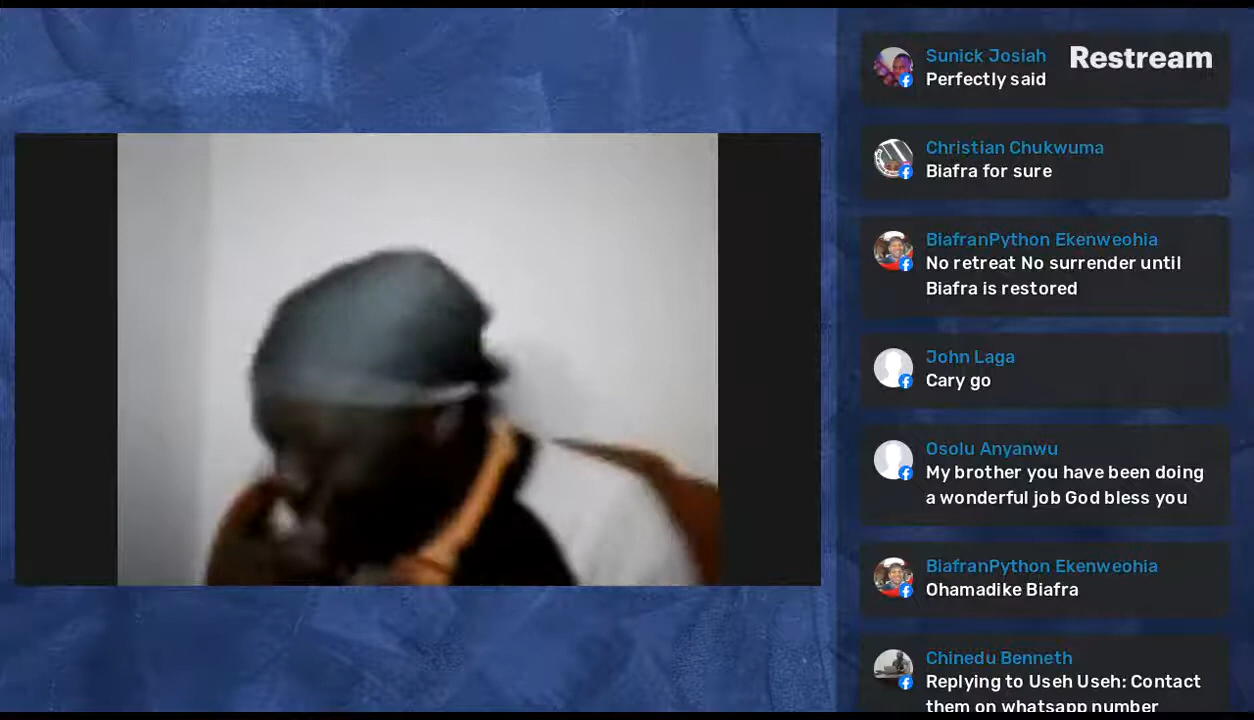 Restream
Sunick Josiah
Perfectly said
Christian Chukwuma
Biafra for sure
BiafranPython Ekenweohia
No retreat No surrender until
Biafra is restored
John Laga
Cary go
Osolu Anyanwu
My brother you have been doing
a wonderful job God bless you
BiafranPython Ekenweohia
Ohamadike Biafra
Chinedu Benneth
Replying to Useh Useh: Contact
them on whatsapp number